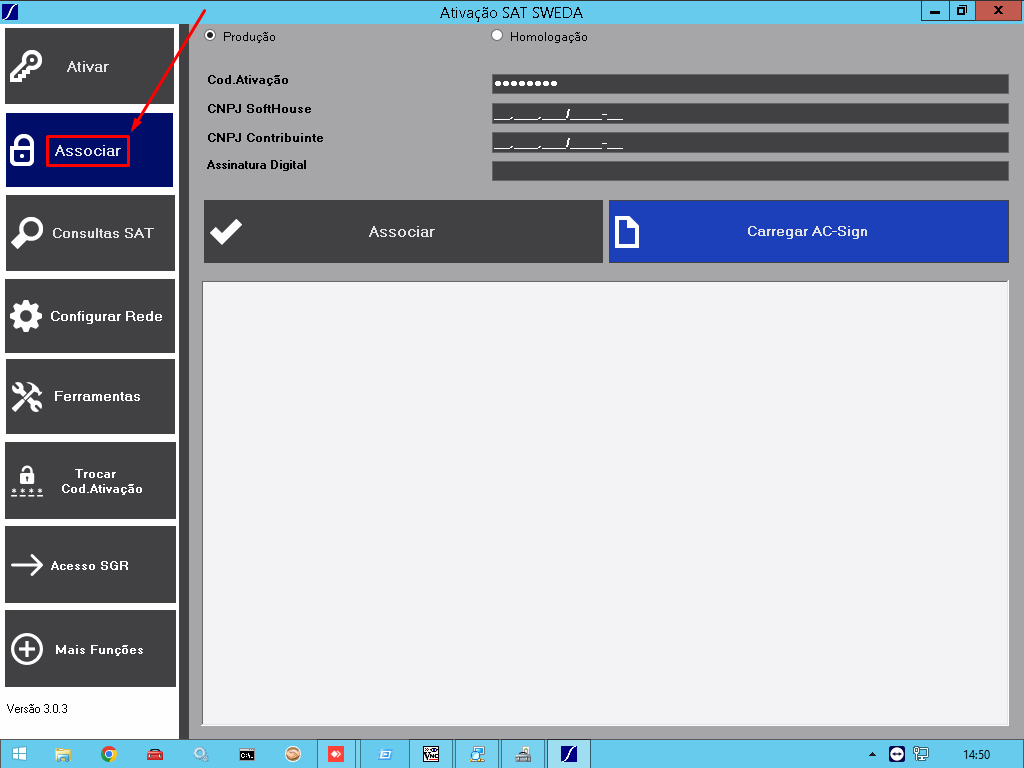 Ativação SAT SWEDA
Ativar
Associar
Consultas SAT
Configurar Rede
Ferramentas
Trocar
Cod.Ativação
Acesso SGR
Mais Funções
Versão 3.0.3
Produção
Homologação
Cod.Ativação
●●●●●●●●
CNPJ SoftHouse
__.___.___/____-__
CNPJ Contribuinte
__.___.___/____-__
Assinatura Digital
Associar
Carregar AC-Sign
14:50